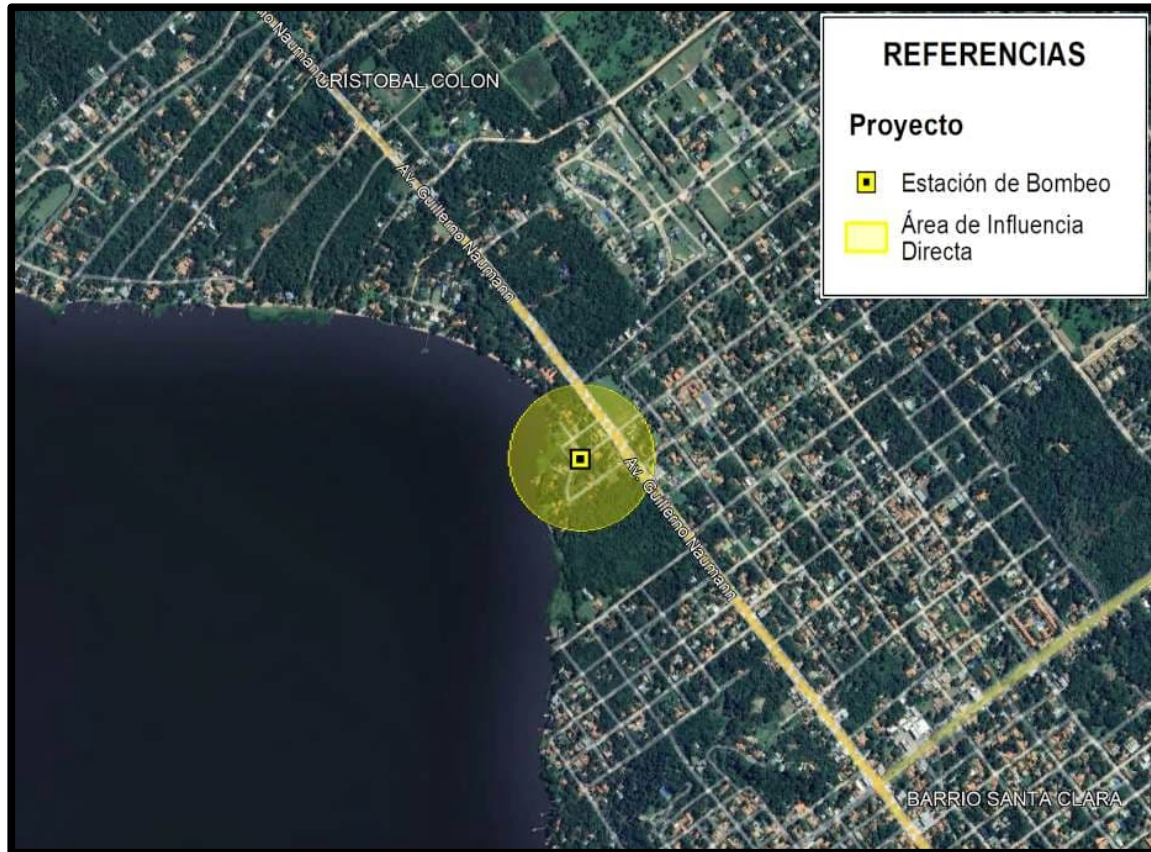 REFERENCIAS
Proyecto
Estación de Bombeo
Área de Influencia
Directa
Naumann
CRISTOBAL COLON
Av. Guillermo Naumann
Av. Guillermo Naumann
BARRIO SANTA CLARA